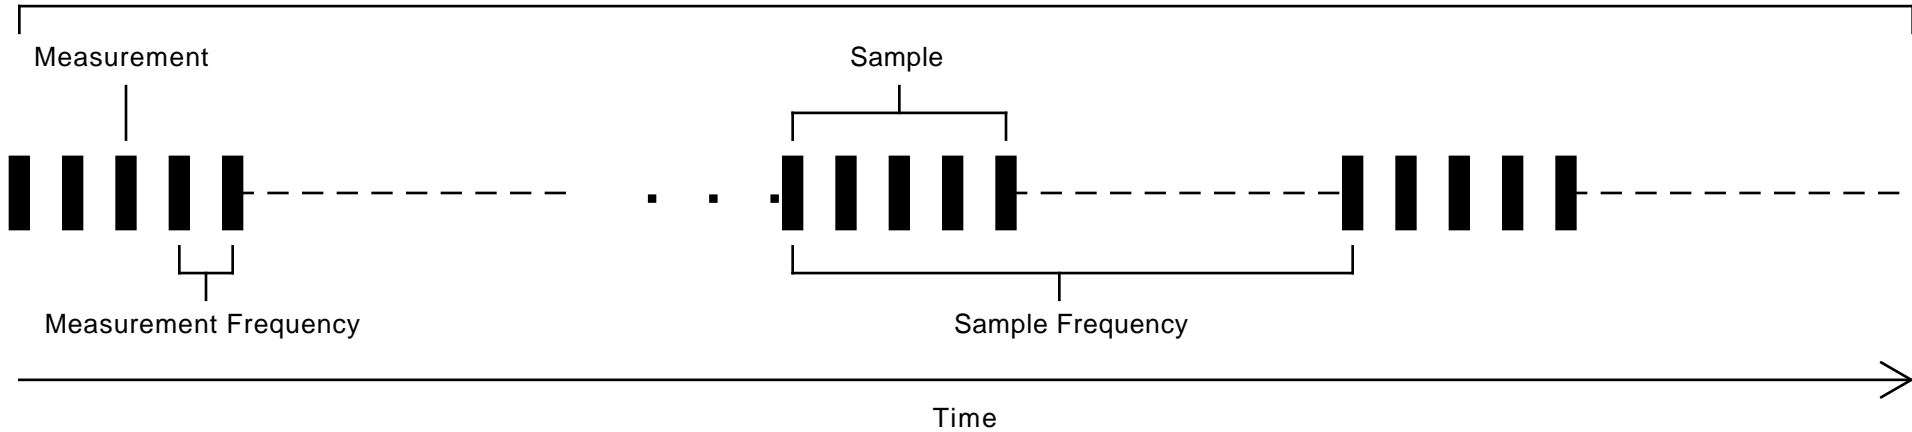 Measurement
Sample
Measurement Frequency
Sample Frequency
Time